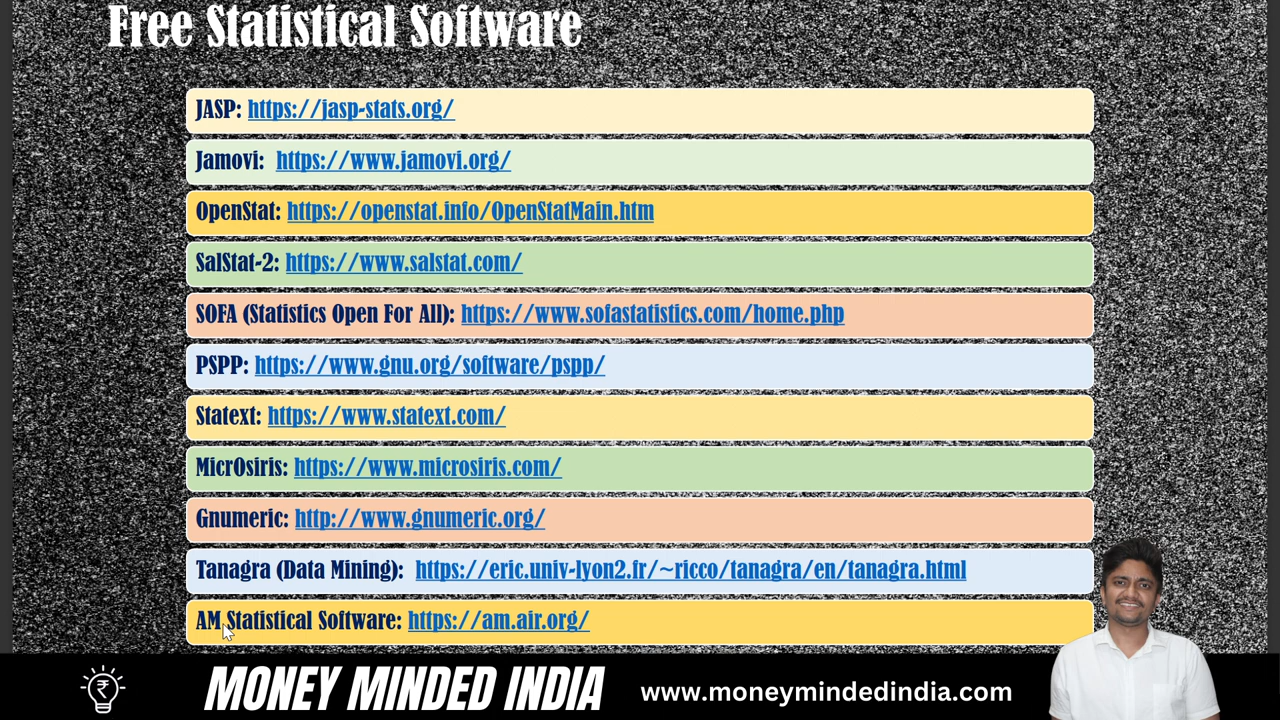 Free Statistical Software
JASP: https://jasp-stats.org/
Jamovi: https://www.jamovi.org/
OpenStat: https://openstat.info/OpenStatMain.htm
SalStat-2: https://www.salstat.com/
SOFA (Statistics Open For All): https://www.sofastatistics.com/home.php
PSPP: https://www.gnu.org/software/pspp/
Statext: https://www.statext.com/
MicrOsiris: https://www.microsiris.com/
Gnumeric: http://www.gnumeric.org/
Tanagra (Data Mining): https://eric.univ-lyon2.fr/~ricco/tanagra/en/tanagra.html
AM Statistical Software: https://am.air.org/
₹ MONEY MINDED INDIA www.moneymindedindia.com